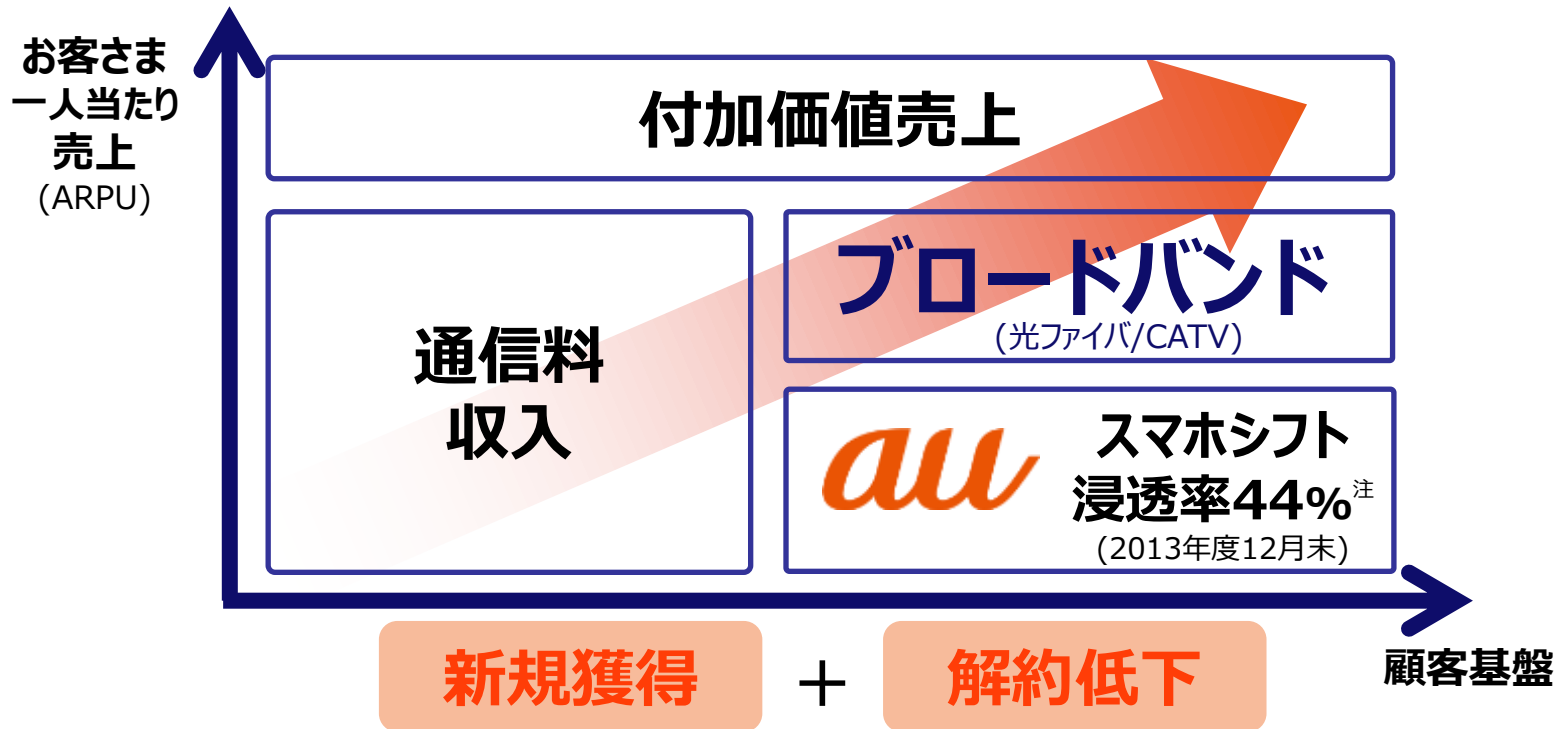 お客さま
一人当たり
売上
(ARPU)
付加価値売上
通信料
収入
ブロードバンド
(光ファイバ/CATV)
au
スマホシフト
浸透率44%注
(2013年度12月末)
新規獲得
+
解約低下
顧客基盤